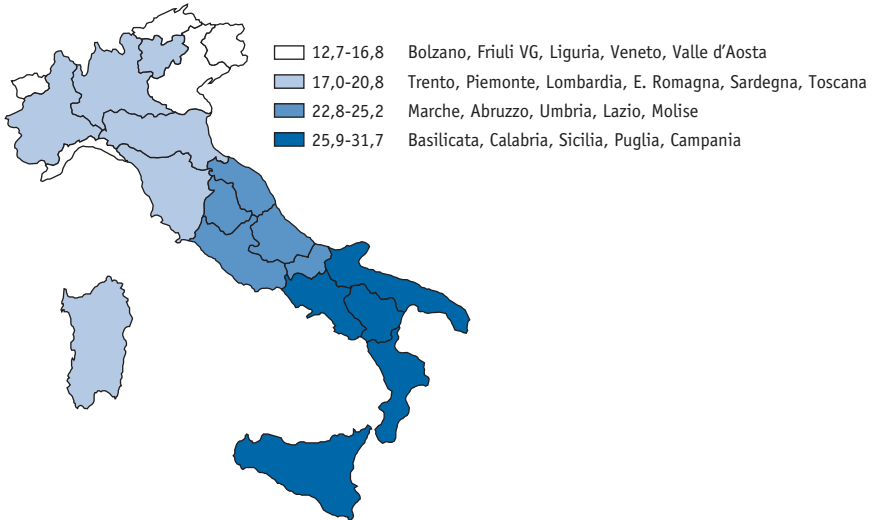 12,7-16,8 Bolzano, Friuli VG, Liguria, Veneto, Valle d'Aosta
17,0-20,8 Trento, Piemonte, Lombardia, E. Romagna, Sardegna, Toscana
22,8-25,2 Marche, Abruzzo, Umbria, Lazio, Molise
25,9-31,7 Basilicata, Calabria, Sicilia, Puglia, Campania